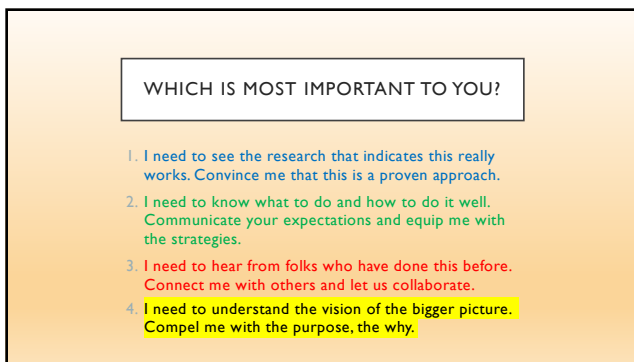 WHICH IS MOST IMPORTANT TO YOU?
1. I need to see the research that indicates this really
works. Convince me that this is a proven approach.
2. I need to know what to do and how to do it well.
Communicate your expectations and equip me with
the strategies.
3. I need to hear from folks who have done this before.
Connect me with others and let us collaborate.
4. I need to understand the vision of the bigger picture.
Compel me with the purpose, the why.